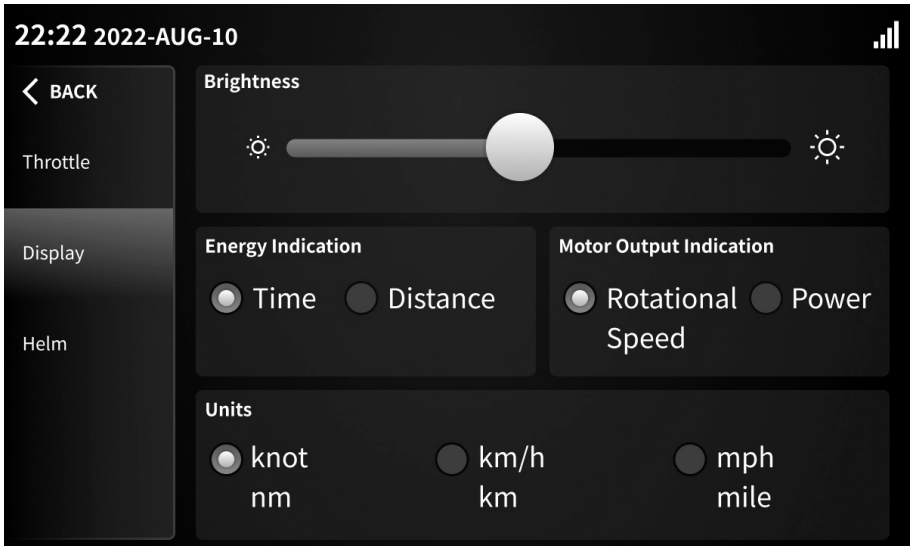 22:22 2022-AUG-10
BACK
Throttle
Display
Helm
Brightness
Energy Indication
Time Distance
Motor Output Indication
Rotational Speed Power
Units
knot nm
km/h km
mph mile